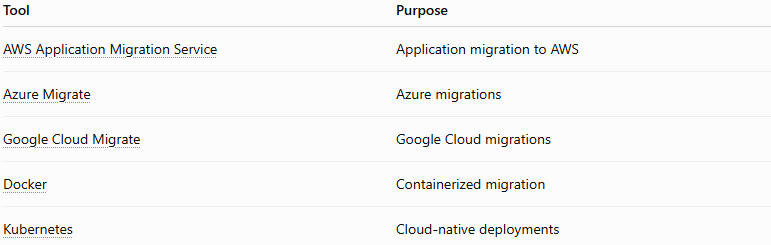 Tool Purpose
AWS Application Migration Service Application migration to AWS
Azure Migrate Azure migrations
Google Cloud Migrate Google Cloud migrations
Docker Containerized migration
Kubernetes Cloud-native deployments